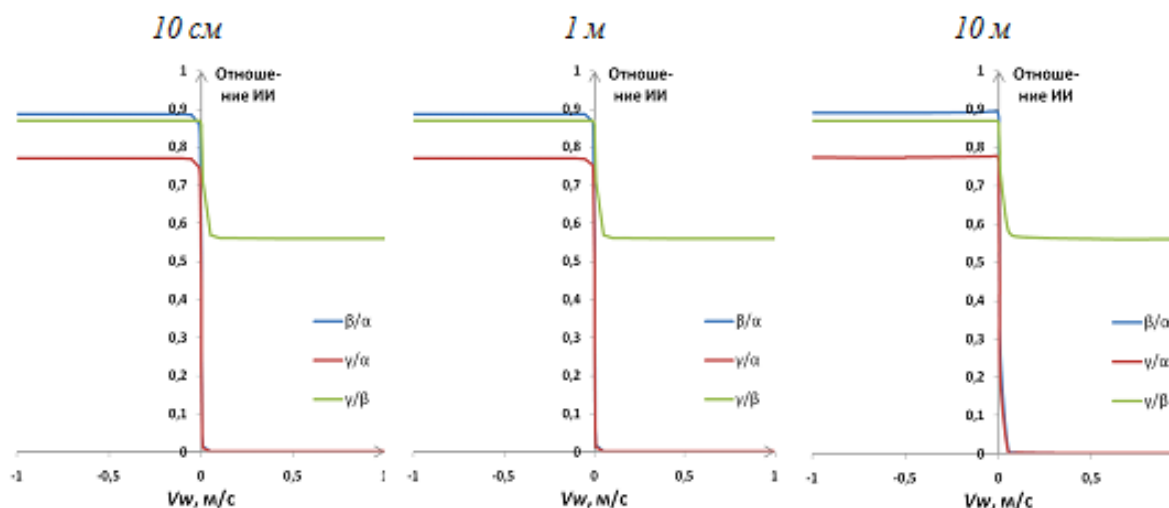 10 см
1 м
10 м
1
Отноше-
ние ИИ
0,9
0,8
0,7
0,6
0,5
0,4
β/α
0,3
γ/α
0,2
γ/β
0,1
0
-1
-0,5
0
0,5
1
Vw, м/с
1
Отноше-
ние ИИ
0,9
0,8
0,7
0,6
0,5
0,4
β/α
0,3
γ/α
0,2
γ/β
0,1
0
-1
-0,5
0
0,5
1
Vw, м/с
1
Отноше-
ние ИИ
0,9
0,8
0,7
0,6
0,5
0,4
β/α
0,3
γ/α
0,2
γ/β
0,1
0
-1
-0,5
0
0,5
Vw, м/с